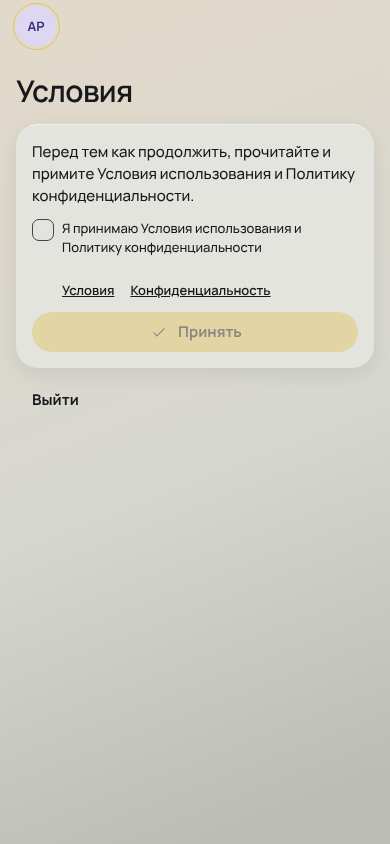 AP
Условия
Перед тем как продолжить, прочитайте и
примите Условия использования и Политику
конфиденциальности.
Я принимаю Условия использования и
Политику конфиденциальности
Условия Конфиденциальность
Принять
Выйти